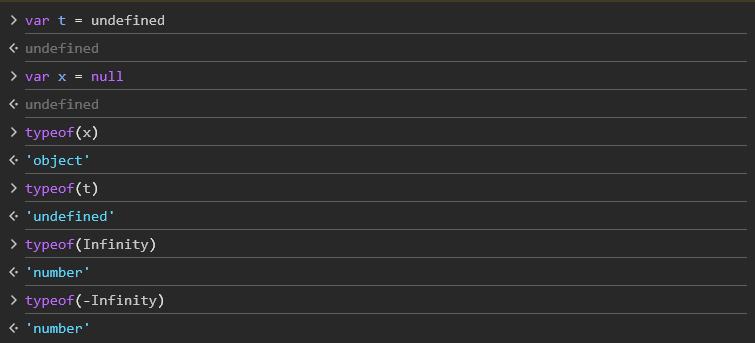 var t = undefined
undefined
var x = null
undefined
typeof(x)
'object'
typeof(t)
'undefined'
typeof(Infinity)
'number'
typeof(-Infinity)
'number'